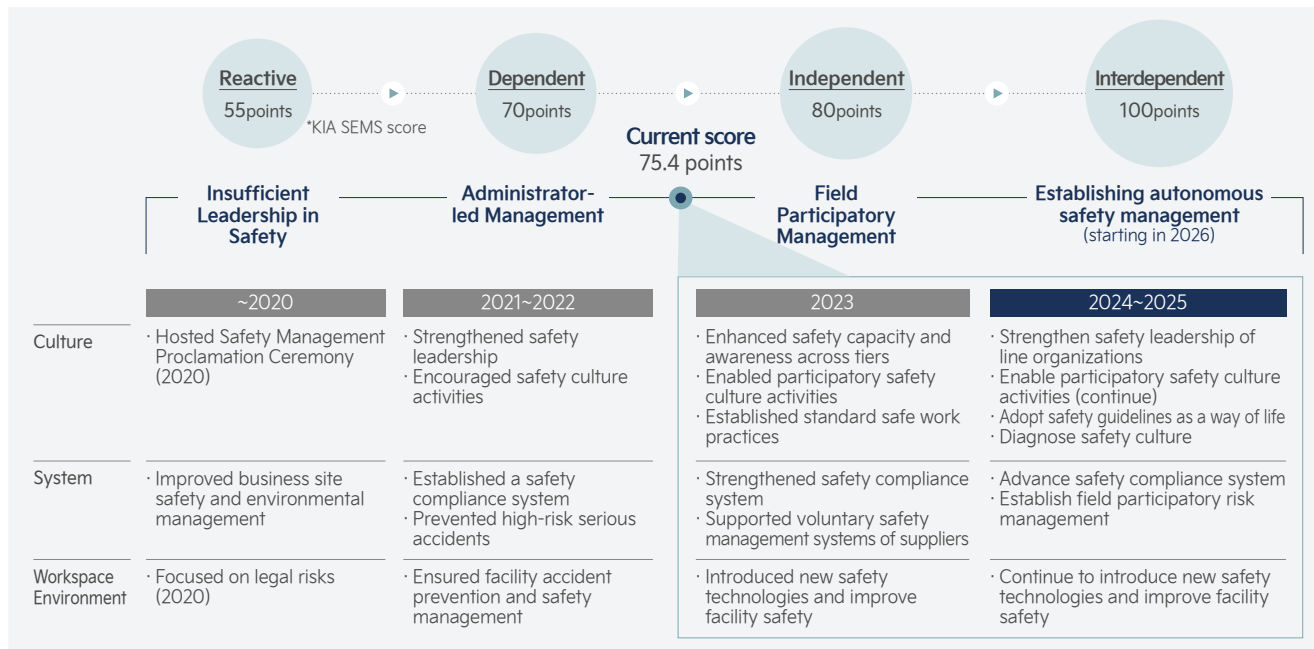 Reactive
55points
*KIA SEMS score
Dependent
70points
Current score
75.4 points
Independent
80points
Interdependent
100points
Insufficient
Leadership in
Safety
Administrator-
led Management
Field
Participatory
Management
Establishing autonomous
safety management
(starting in 2026)
~2020
2021~2022
2023
2024~2025
Culture
· Hosted Safety Management
Proclamation Ceremony
(2020)
· Strengthened safety
leadership
· Encouraged safety culture
activities
· Enhanced safety capacity and
awareness across tiers
· Enabled participatory safety
culture activities
· Established standard safe work
practices
· Strengthen safety leadership of
line organizations
· Enable participatory safety culture
activities (continue)
· Adopt safety guidelines as a way of life
· Diagnose safety culture
System
· Improved business site
safety and environmental
management
· Established a safety
compliance system
· Prevented high-risk serious
accidents
· Strengthened safety compliance
system
· Supported voluntary safety
management systems of suppliers
· Advance safety compliance system
· Establish field participatory risk
management
Workspace
Environment
· Focused on legal risks
(2020)
· Ensured facility accident
prevention and safety
management
· Introduced new safety
technologies and improve
facility safety
· Continue to introduce new safety
technologies and improve facility
safety